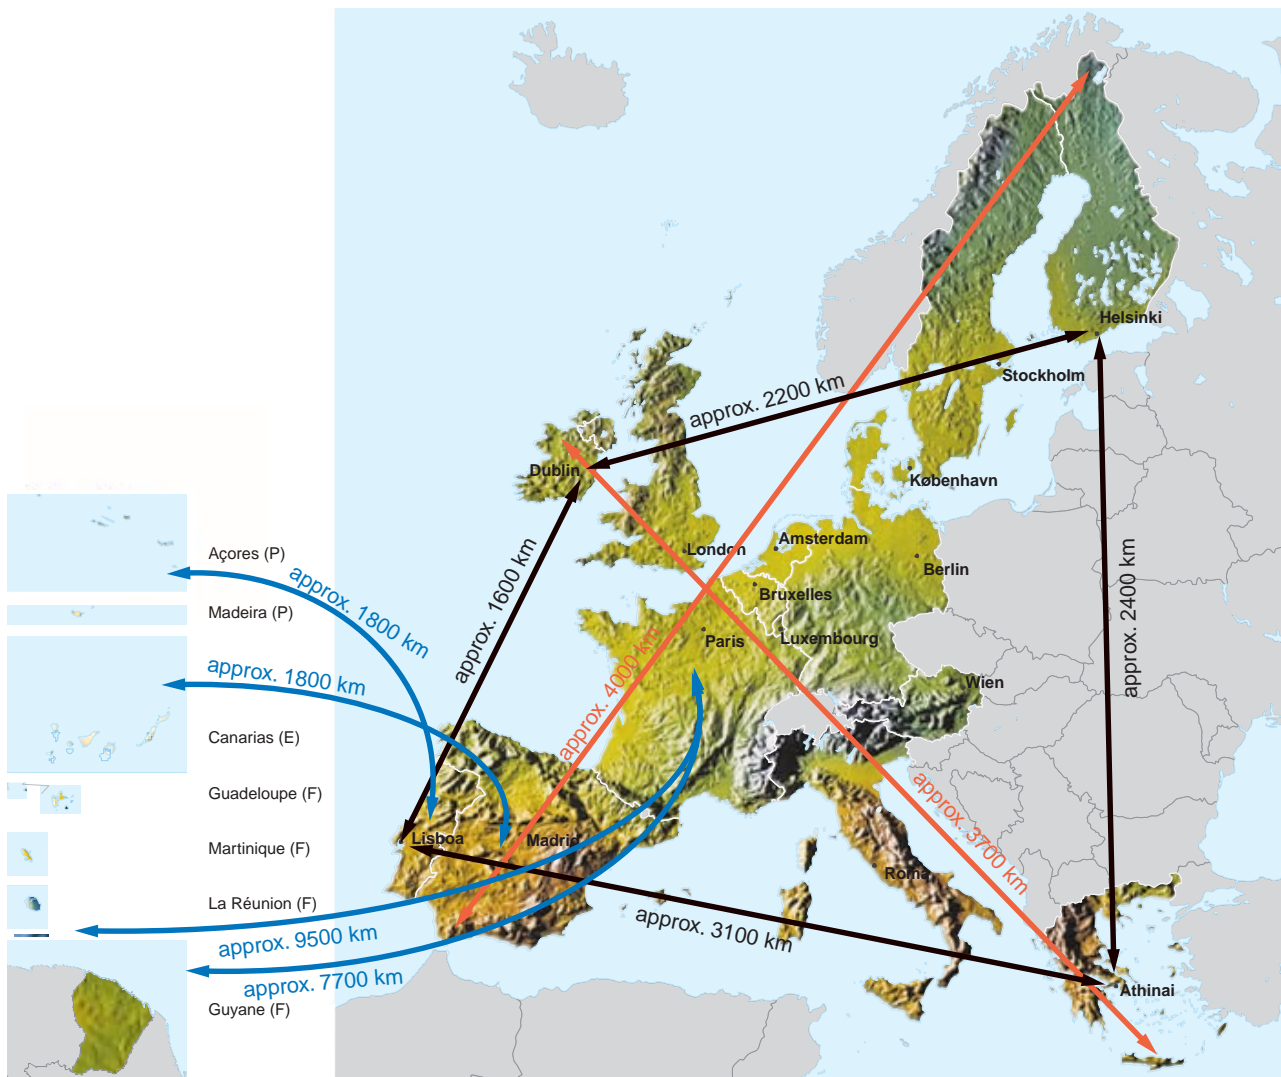 Helsinki
Stockholm
approx. 2200 km
Dublin
København
approx. 1600 km
London
Amsterdam
Berlin
Bruxelles
approx. 2400 km
Açores (P)
approx. 1800 km
Madeira (P)
Paris
Luxembourg
approx. 4000 km
approx. 1800 km
Wien
Canarias (E)
Guadeloupe (F)
approx. 3700 km
Lisboa
Madrid
Martinique (F)
Roma
La Réunion (F)
approx. 3100 km
approx. 9500 km
approx. 7700 km
Athinai
Guyane (F)